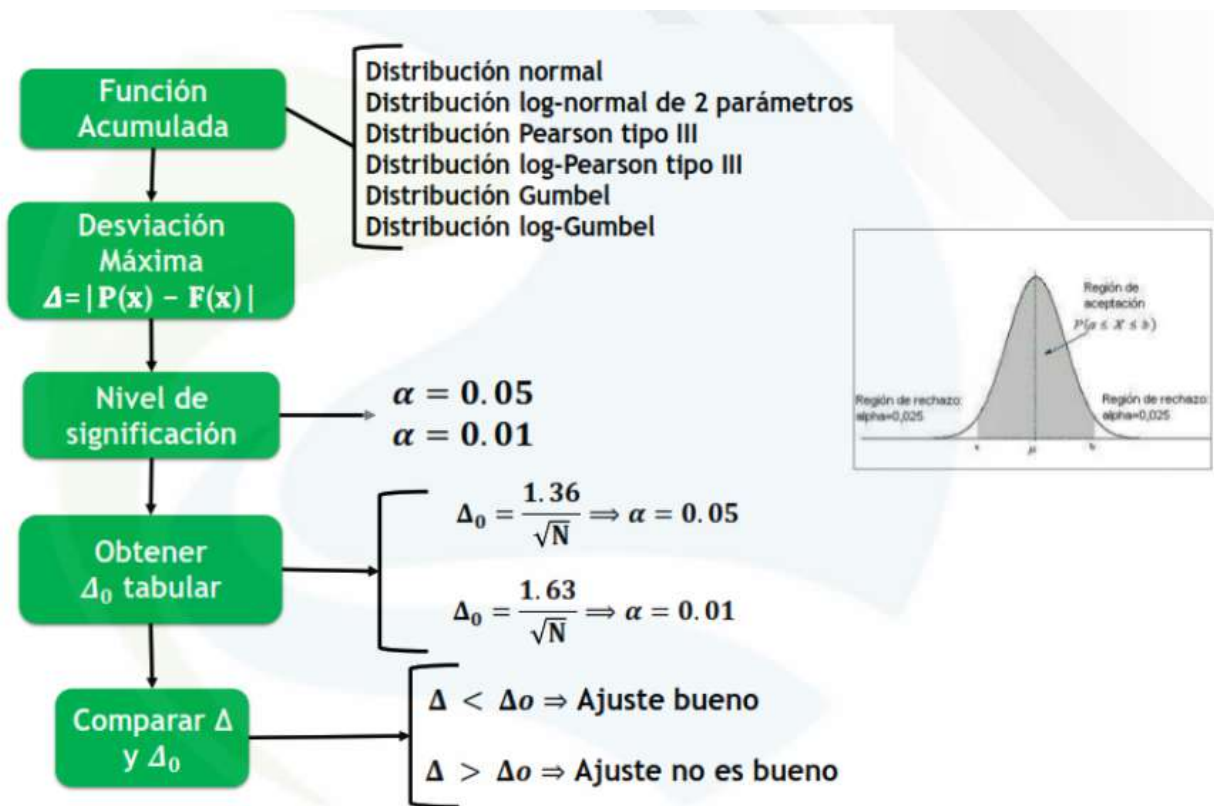 Función
Acumulada
Distribución normal
Distribución log-normal de 2 parámetros
Distribución Pearson tipo III
Distribución log-Pearson tipo III
Distribución Gumbel
Distribución log-Gumbel
Desviación
Máxima
Δ=|P(x) − F(x)|
Nivel de
significación
α = 0.05
α = 0.01
Obtener
Δ₀ tabular
Δ₀ = 1.36/√N ⟹ α = 0.05
Δ₀ = 1.63/√N ⟹ α = 0.01
Comparar Δ
y Δ₀
Δ < Δo ⇒ Ajuste bueno
Δ > Δo ⇒ Ajuste no es bueno
Región de
aceptación
P(a ≤ X ≤ b)
Región de rechazo:
alpha=0,025
Región de rechazo:
alpha=0,025
μ
b